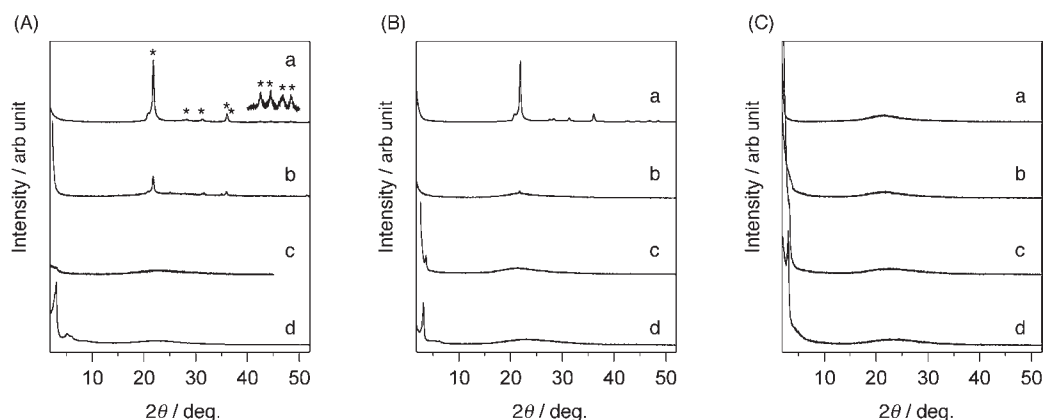 (A)
Intensity / arb unit
*
* * * *
a
* * * *
* *
b
c
d
10 20 30 40 50
2θ / deg.
(B)
Intensity / arb unit
a
b
c
d
10 20 30 40 50
2θ / deg.
(C)
Intensity / arb unit
a
b
c
d
10 20 30 40 50
2θ / deg.